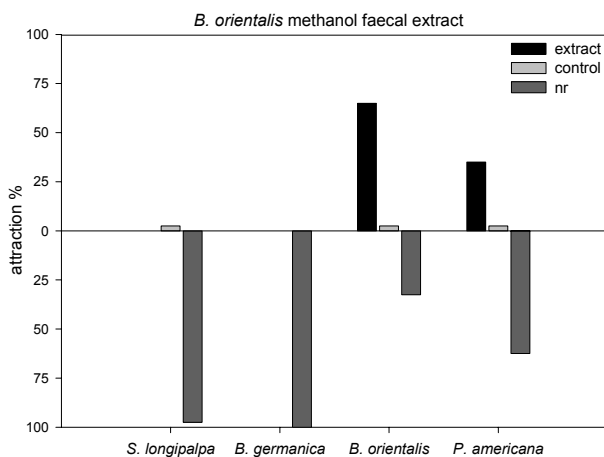 B. orientalis methanol faecal extract
100
75
50
25
0
25
50
75
100
attraction %
extract
control
nr
S. longipalpa B. germanica B. orientalis P. americana